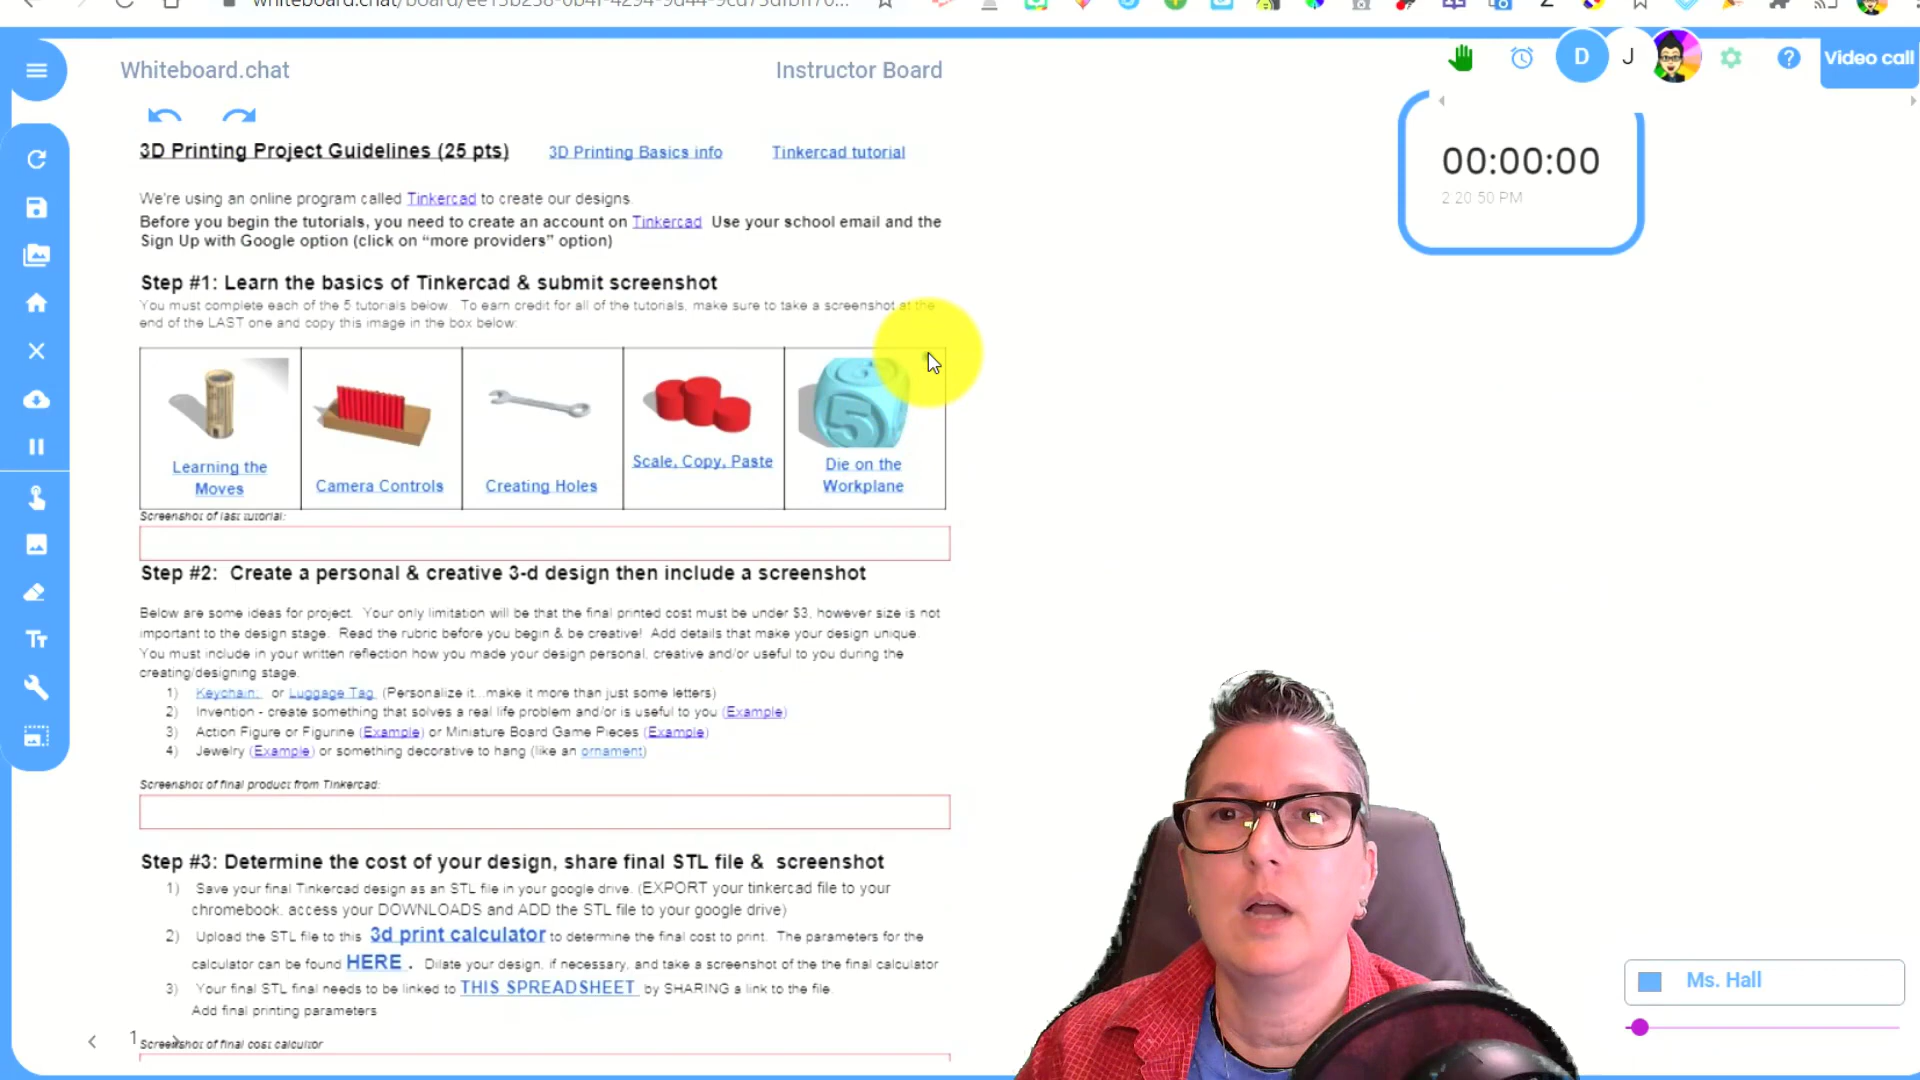 Whiteboard.chat
Instructor Board
D
J
Video call
00:00:00
2 20 50 PM
3D Printing Project Guidelines (25 pts)
3D Printing Basics info
Tinkercad tutorial
We're using an online program called Tinkercad to create our designs.
Before you begin the tutorials, you need to create an account on Tinkercad Use your school email and the
Sign Up with Google option (click on “more providers” option)
Step #1: Learn the basics of Tinkercad & submit screenshot
You must complete each of the 5 tutorials below. To earn credit for all of the tutorials, make sure to take a screenshot at the
end of the LAST one and copy this image in the box below:
Learning the
Moves
Camera Controls
Creating Holes
Scale, Copy, Paste
5
Die on the
Workplane
Screenshot of last tutorial:
Step #2: Create a personal & creative 3-d design then include a screenshot
Below are some ideas for project. Your only limitation will be that the final printed cost must be under $3, however size is not
important to the design stage. Read the rubric before you begin & be creative! Add details that make your design unique.
You must include in your written reflection how you made your design personal, creative and/or useful to you during the
creating/designing stage.
1) Keychain: or Luggage Tag (Personalize it...make it more than just some letters)
2) Invention - create something that solves a real life problem and/or is useful to you (Example)
3) Action Figure or Figurine (Example) or Miniature Board Game Pieces (Example)
4) Jewelry (Example) or something decorative to hang (like an ornament)
Screenshot of final product from Tinkercad:
Step #3: Determine the cost of your design, share final STL file & screenshot
1) Save your final Tinkercad design as an STL file in your google drive. (EXPORT your tinkercad file to your
chromebook, access your DOWNLOADS and ADD the STL file to your google drive)
2) Upload the STL file to this 3d print calculator to determine the final cost to print. The parameters for the
calculator can be found HERE . Dilate your design, if necessary, and take a screenshot of the the final calculator
3) Your final STL final needs to be linked to THIS SPREADSHEET by SHARING a link to the file.
Add final printing parameters
1
Screenshot of final cost calculator
Ms. Hall